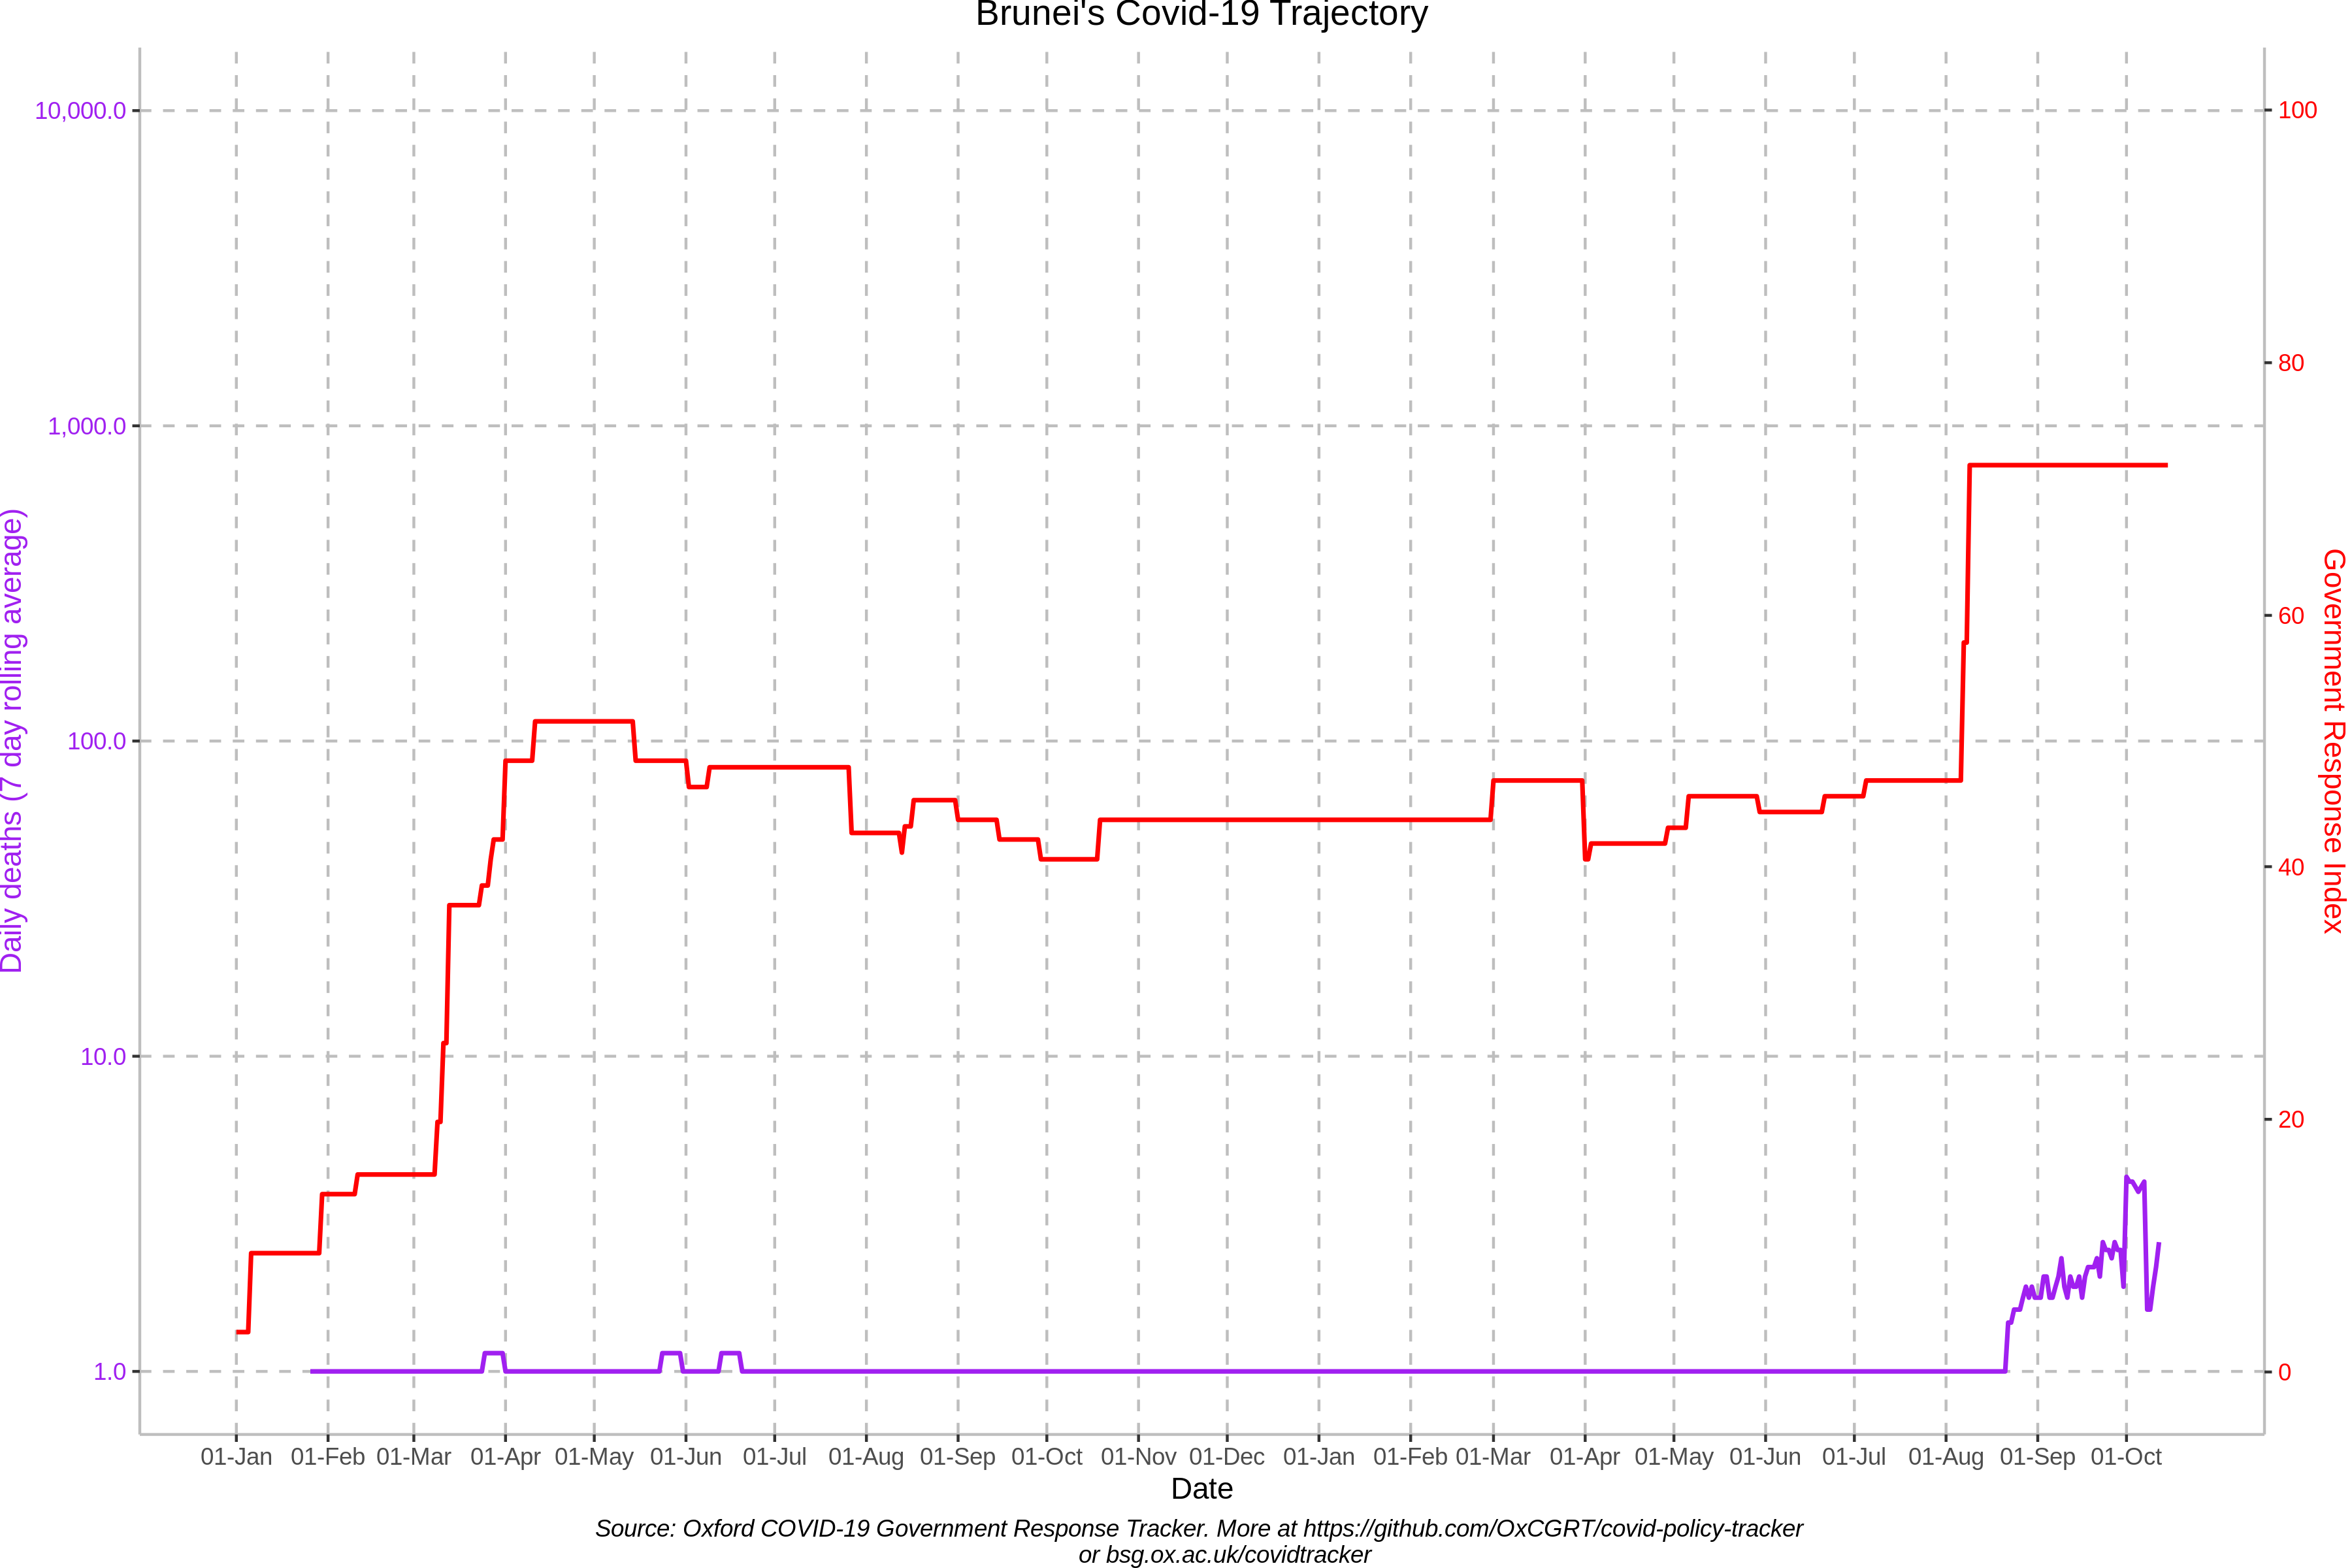 Brunei's Covid-19 Trajectory
10,000.0
1,000.0
100.0
10.0
1.0
Daily deaths (7 day rolling average)
100
80
60
40
20
0
Government Response Index
01-Jan 01-Feb 01-Mar 01-Apr 01-May 01-Jun 01-Jul 01-Aug 01-Sep 01-Oct 01-Nov 01-Dec 01-Jan 01-Feb 01-Mar 01-Apr 01-May 01-Jun 01-Jul 01-Aug 01-Sep 01-Oct
Date
Source: Oxford COVID-19 Government Response Tracker. More at https://github.com/OxCGRT/covid-policy-tracker
or bsg.ox.ac.uk/covidtracker